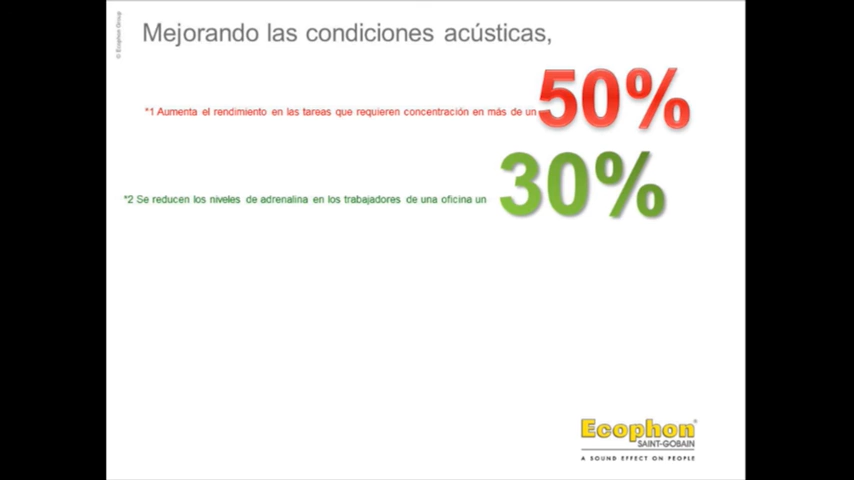 © Ecophon Group
Mejorando las condiciones acústicas,
*1 Aumenta el rendimiento en las tareas que requieren concentración en más de un 50%
*2 Se reducen los niveles de adrenalina en los trabajadores de una oficina un 30%
Ecophon®
SAINT-GOBAIN
A SOUND EFFECT ON PEOPLE